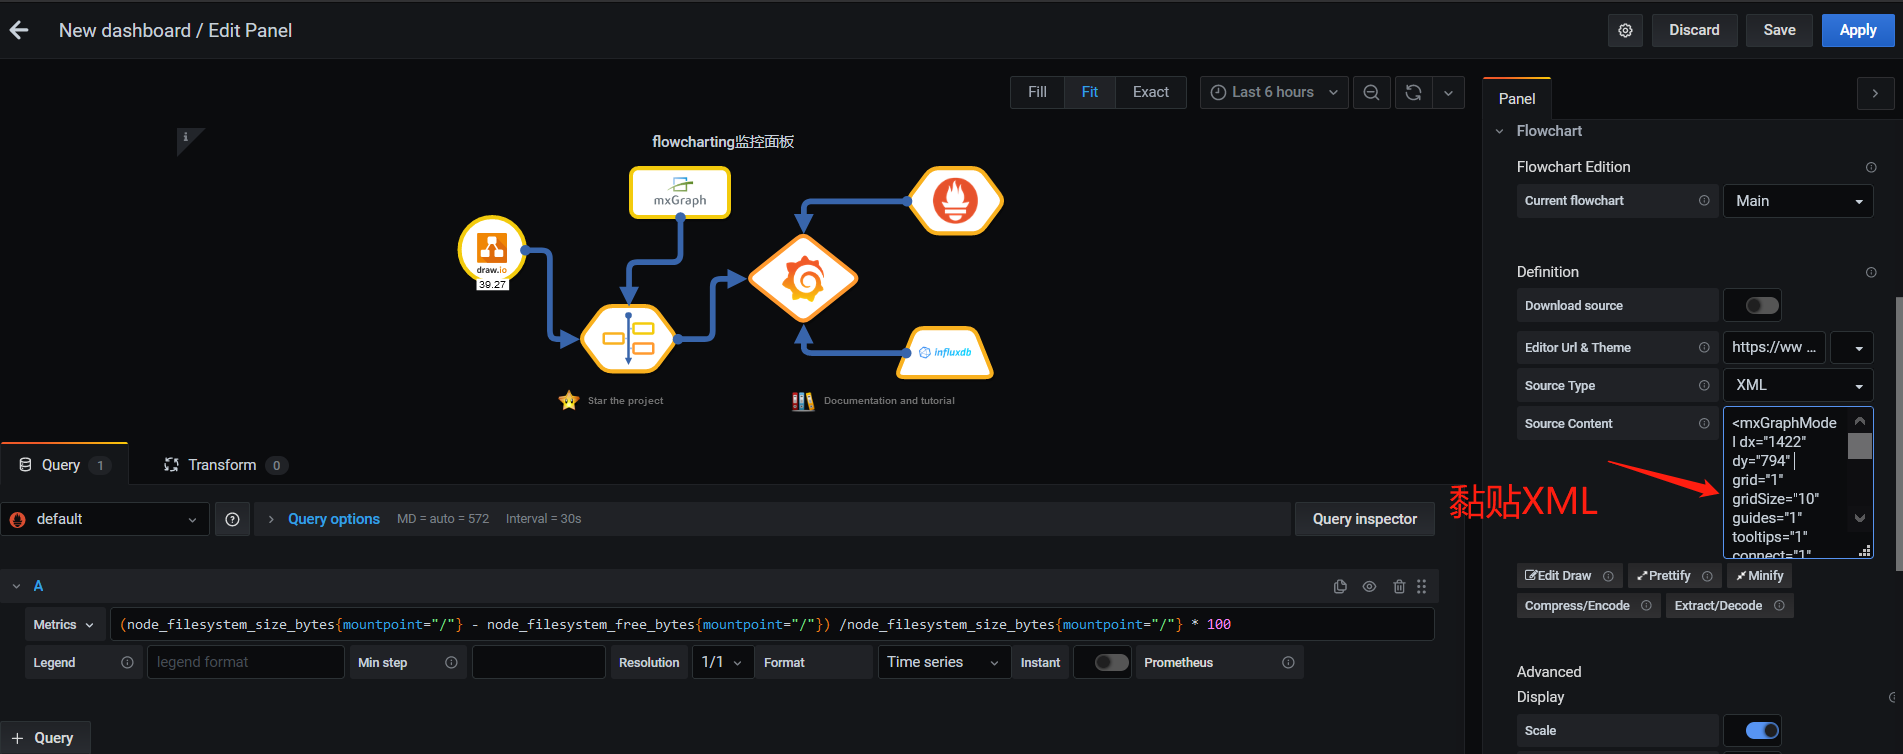 New dashboard / Edit Panel
Discard
Save
Apply
Fill
Fit
Exact
Last 6 hours
Panel
i
flowcharting监控面板
mxGraph
draw.io
39.27
influxdb
Star the project
Documentation and tutorial
Flowchart
Flowchart Edition
Current flowchart
Main
Definition
Download source
Editor Url & Theme
https://ww ...
Source Type
XML
Source Content
<mxGraphMode
l dx="1422"
dy="794"
grid="1"
gridSize="10"
guides="1"
tooltips="1"
connect="1"
黏贴XML
Edit Draw
Prettify
Minify
Compress/Encode
Extract/Decode
Advanced
Display
Scale
Query 1
Transform 0
default
Query options
MD = auto = 572
Interval = 30s
Query inspector
A
Metrics
(node_filesystem_size_bytes{mountpoint="/"} - node_filesystem_free_bytes{mountpoint="/"}) /node_filesystem_size_bytes{mountpoint="/"} * 100
Legend
legend format
Min step
Resolution
1/1
Format
Time series
Instant
Prometheus
+ Query